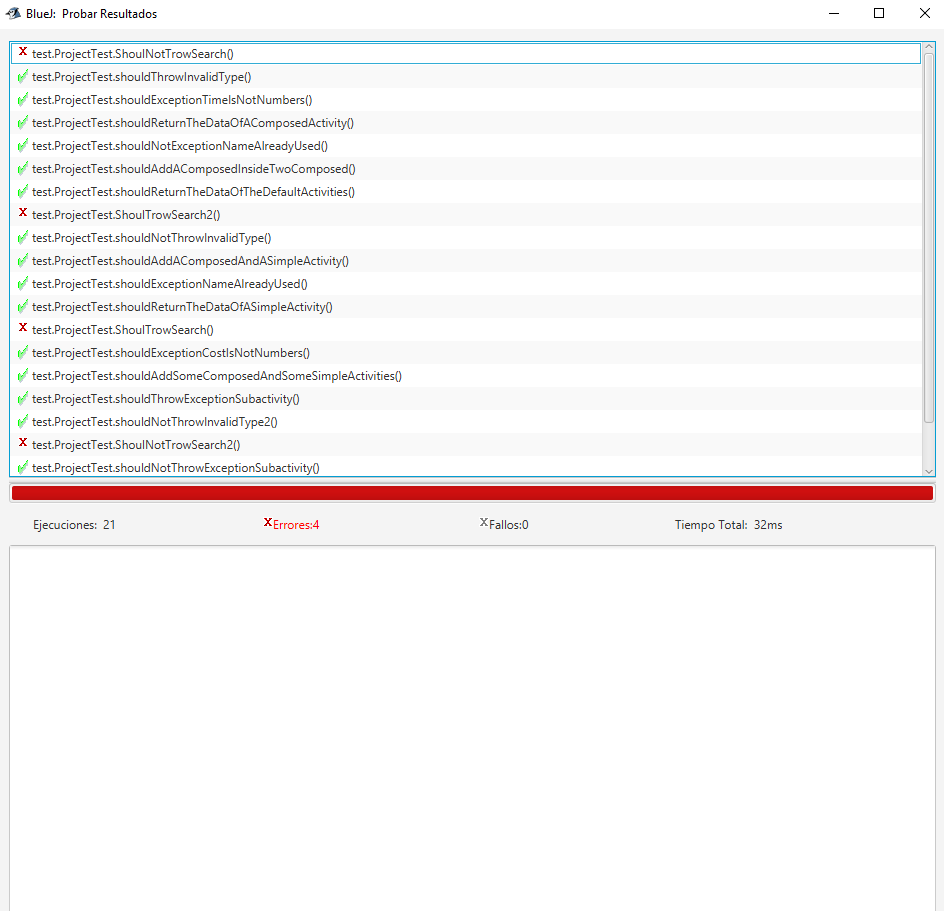 BlueJ: Probar Resultados
X test.ProjectTest.ShoulNotTrowSearch()
test.ProjectTest.shouldThrowInvalidType()
test.ProjectTest.shouldExceptionTimeIsNotNumbers()
test.ProjectTest.shouldReturnTheDataOfAComposedActivity()
test.ProjectTest.shouldNotExceptionNameAlreadyUsed()
test.ProjectTest.shouldAddAComposedInsideTwoComposed()
test.ProjectTest.shouldReturnTheDataOfTheDefaultActivities()
X test.ProjectTest.ShoulTrowSearch2()
test.ProjectTest.shouldNotThrowInvalidType()
test.ProjectTest.shouldAddAComposedAndASimpleActivity()
test.ProjectTest.shouldExceptionNameAlreadyUsed()
test.ProjectTest.shouldReturnTheDataOfASimpleActivity()
X test.ProjectTest.ShoulTrowSearch()
test.ProjectTest.shouldExceptionCostIsNotNumbers()
test.ProjectTest.shouldAddSomeComposedAndSomeSimpleActivities()
test.ProjectTest.shouldThrowExceptionSubactivity()
test.ProjectTest.shouldNotThrowInvalidType2()
X test.ProjectTest.ShoulNotTrowSearch2()
test.ProjectTest.shouldNotThrowExceptionSubactivity()
Ejecuciones: 21 X Errores:4 X Fallos:0 Tiempo Total: 32ms